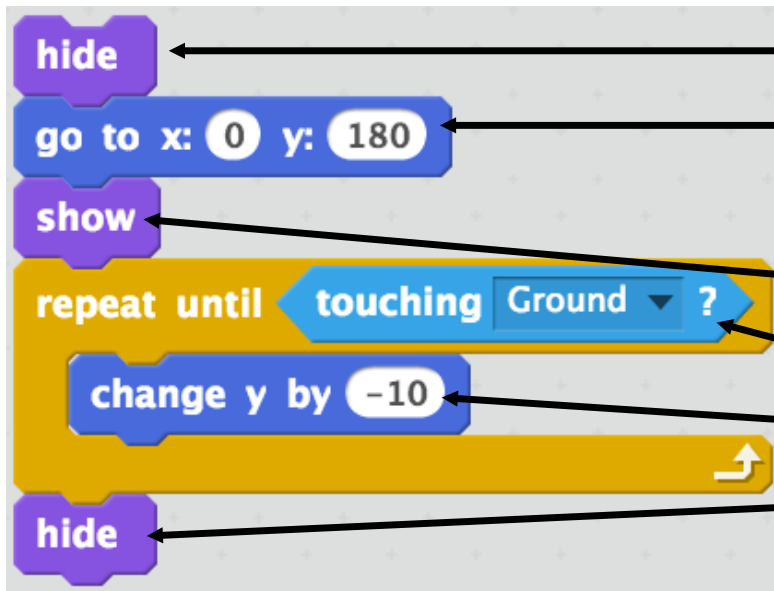 hide
go to x: 0 y: 180
show
repeat until touching Ground ?
change y by -10
hide